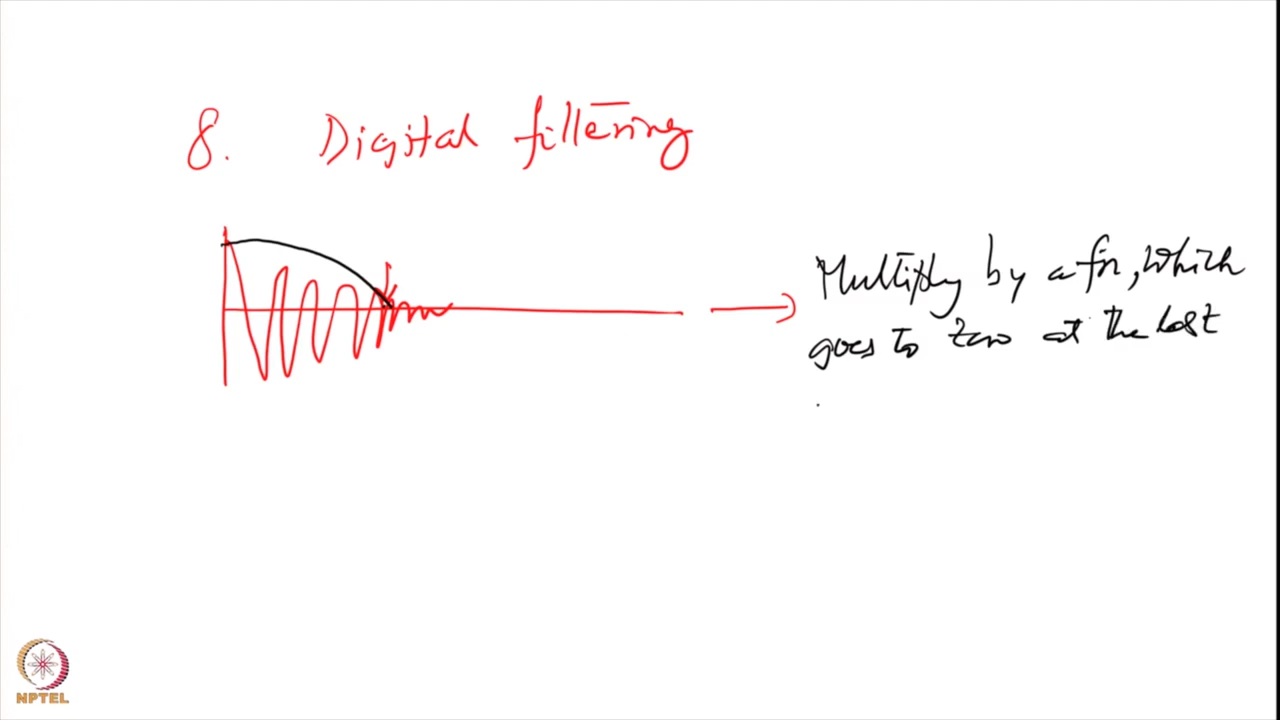 8. Digital filtering
Multiply by a fn, which
goes to zero at the last
NPTEL